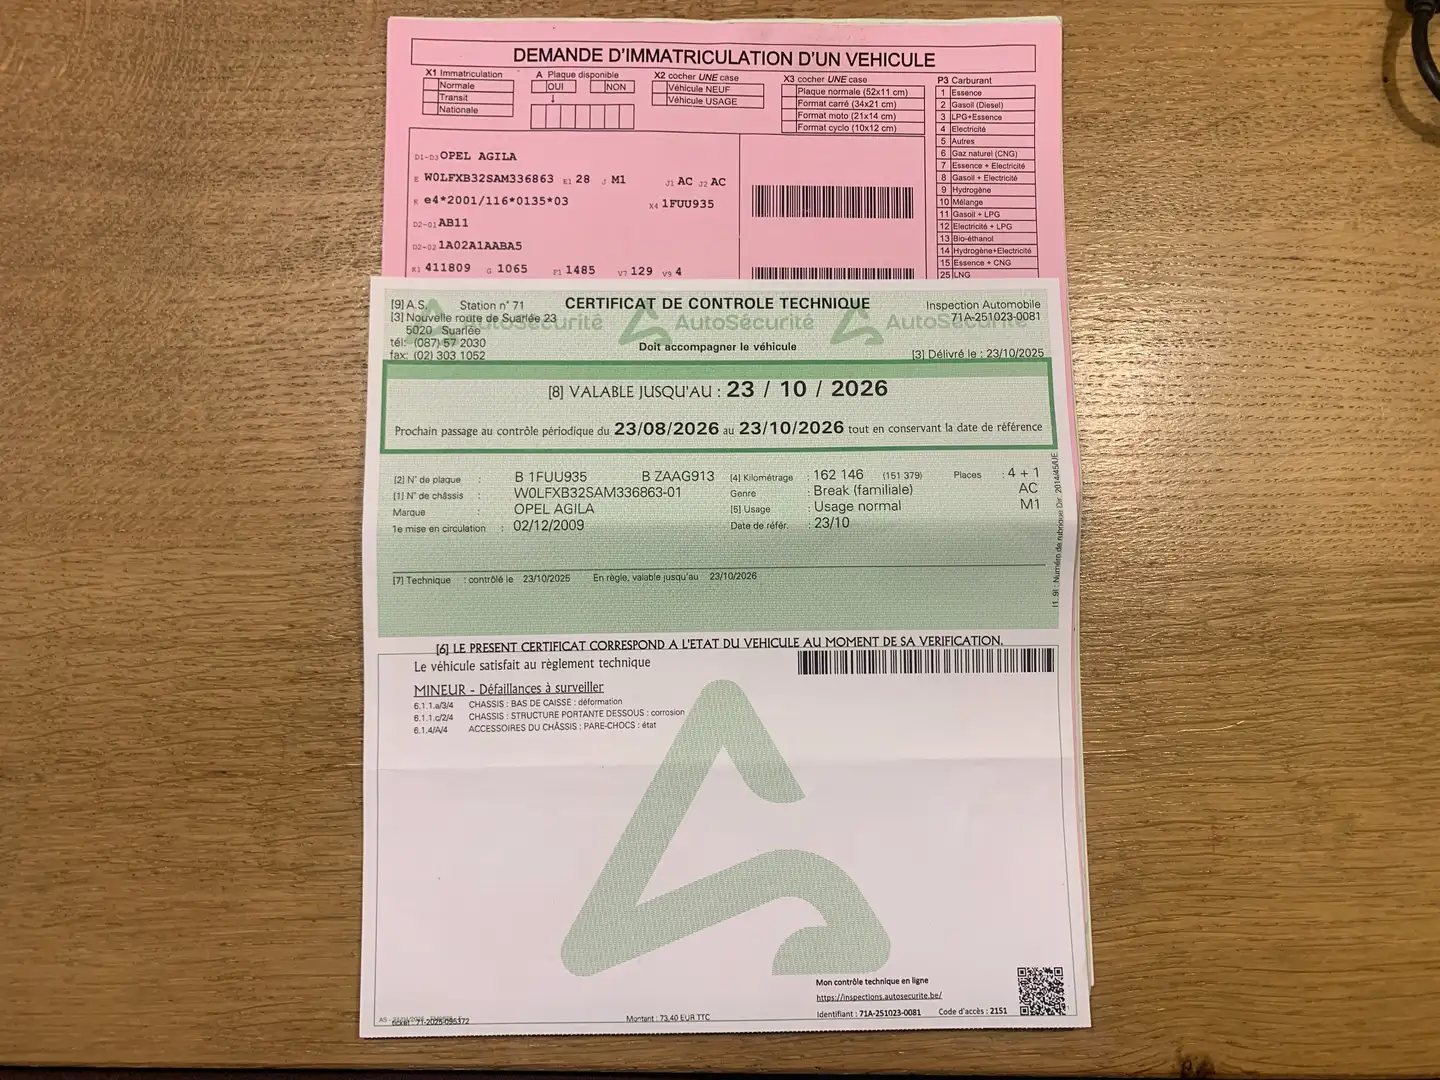 DEMANDE D'IMMATRICULATION D'UN VEHICULE
X1 Immatriculation
Normale
Transit
Nationale
A Plaque disponible
OUI NON
X2 cocher UNE case
Véhicule NEUF
Véhicule USAGE
X3 cocher UNE case
Plaque normale (52x11 cm)
Format carré (34x21 cm)
Format moto (21x14 cm)
Format cyclo (10x12 cm)
P3 Carburant
1 Essence
2 Gasoil (Diesel)
3 LPG+Essence
4 Electricité
5 Autres
6 Gaz naturel (CNG)
7 Essence + Electricité
8 Gasoil + Electricité
9 Hydrogène
10 Mélange
11 Gasoil + LPG
12 Electricité + LPG
13 Bio-éthanol
14 Hydrogène+Electricité
15 Essence + CNG
25 LNG
D1-D3 OPEL AGILA
E W0LFXB32SAM336863 E1 28 J M1 J1 AC J2 AC
K e4*2001/116*0135*03 X4 1FUU935
D2-01 AB11
D2-02 1A02A1AABA5
K1 411809 G 1065 F1 1485 V7 129 V9 4
[9] A.S. Station n° 71
[3] Nouvelle route de Suarlée 23
5020 Suarlée
tél: (087) 57 2030
fax: (02) 303 1052
CERTIFICAT DE CONTROLE TECHNIQUE
AutoSécurité AutoSécurité AutoSécurité
Doit accompagner le véhicule
Inspection Automobile
71A-251023-0081
[3] Délivré le : 23/10/2025
[8] VALABLE JUSQU'AU : 23 / 10 / 2026
Prochain passage au contrôle périodique du 23/08/2026 au 23/10/2026 tout en conservant la date de référence
[2] N° de plaque : B 1FUU935 B ZAAG913 [4] Kilométrage : 162 146 (151 379) Places : 4 + 1
[1] N° de châssis : W0LFXB32SAM336863-01 Genre : Break (familiale) AC
Marque : OPEL AGILA [5] Usage : Usage normal M1
1e mise en circulation : 02/12/2009 Date de référ. : 23/10
[7] Technique : contrôlé le 23/10/2025 En règle, valable jusqu'au 23/10/2026
[1..9] : Numéro de rubrique Dir. 2014/45/UE
[6] LE PRESENT CERTIFICAT CORRESPOND A L'ETAT DU VEHICULE AU MOMENT DE SA VERIFICATION.
Le véhicule satisfait au règlement technique
MINEUR - Défaillances à surveiller
6.1.1.a/3/4 CHASSIS : BAS DE CAISSE : déformation
6.1.1.c/2/4 CHASSIS : STRUCTURE PORTANTE DESSOUS : corrosion
6.1.4/A/4 ACCESSOIRES DU CHÂSSIS : PARE-CHOCS : état
Mon contrôle technique en ligne
https://inspections.autosecurite.be/
Identifiant : 71A-251023-0081 Code d'accès : 2151
ticket : 71-2025-095372
Montant : 73,40 EUR TTC